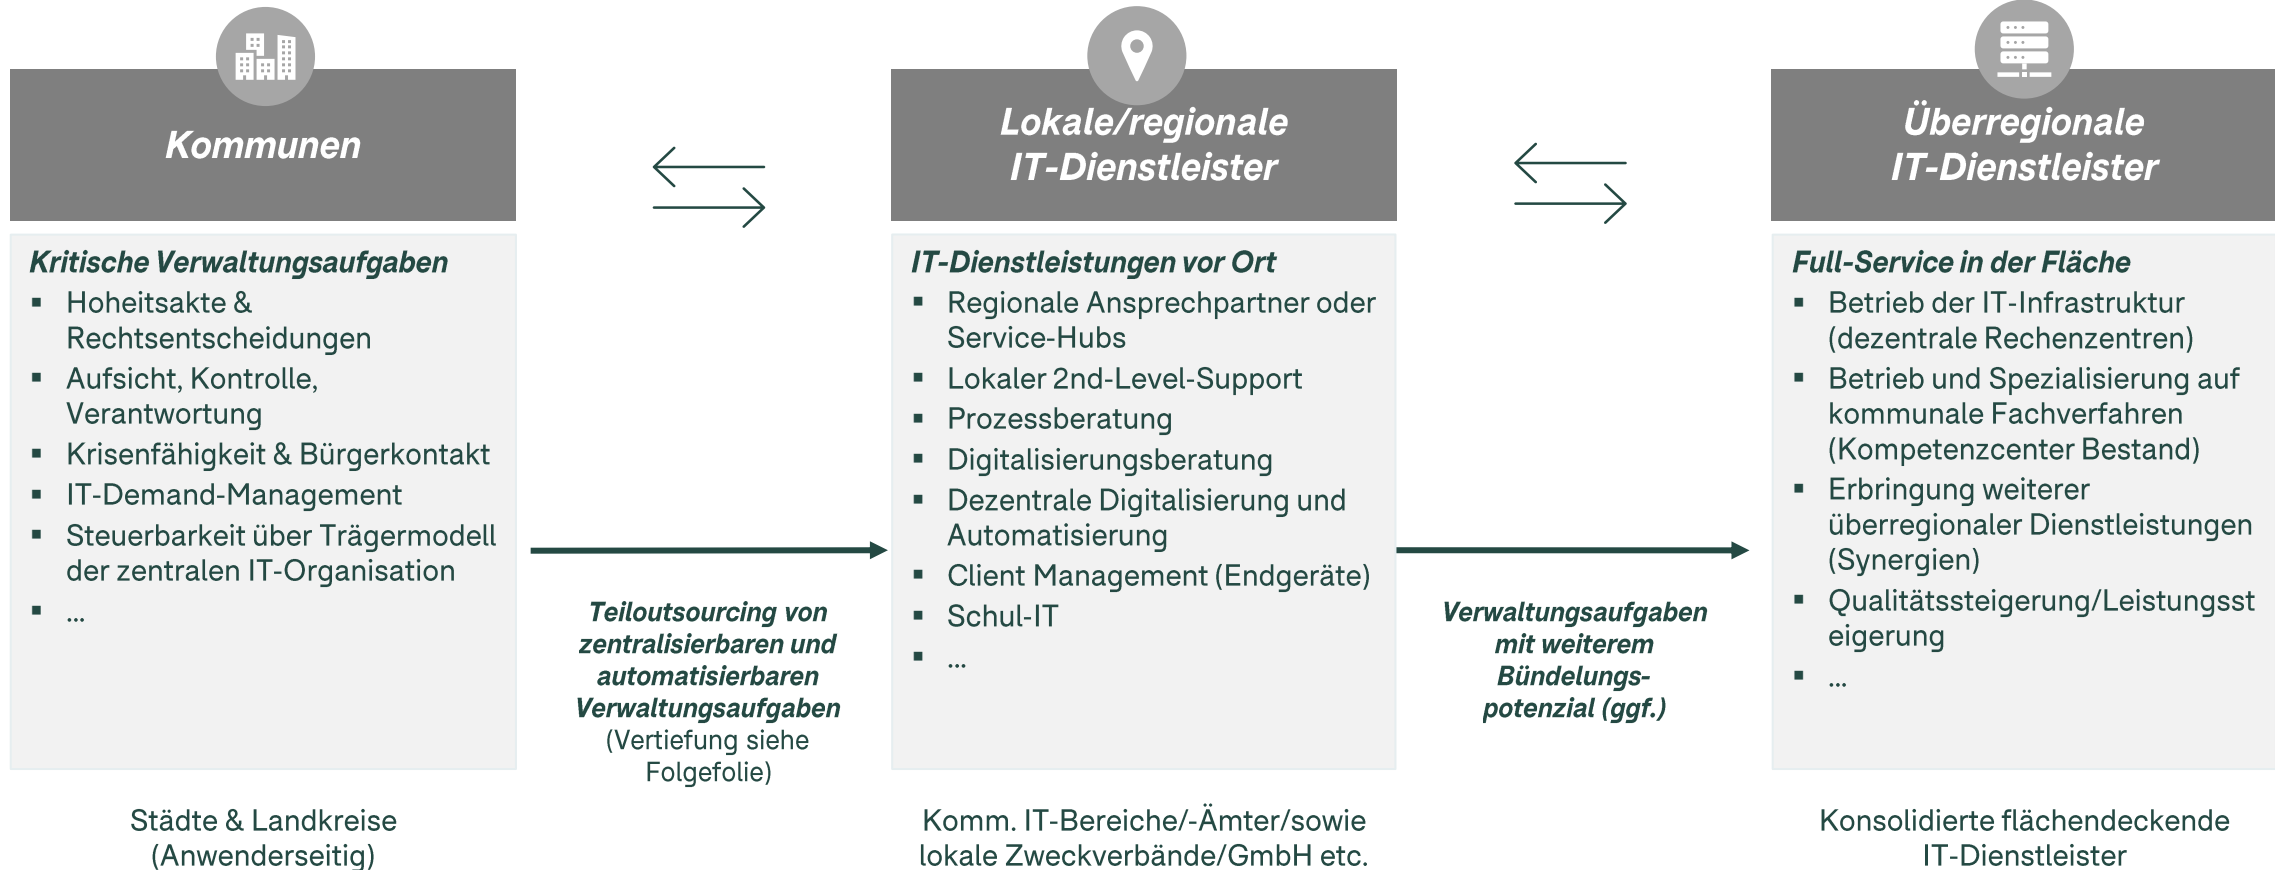 Kommunen
Kritische Verwaltungsaufgaben
▪ Hoheitsakte &
Rechtsentscheidungen
▪ Aufsicht, Kontrolle,
Verantwortung
▪ Krisenfähigkeit & Bürgerkontakt
▪ IT-Demand-Management
▪ Steuerbarkeit über Trägermodell
der zentralen IT-Organisation
▪ ...
Städte & Landkreise
(Anwenderseitig)
Teiloutsourcing von
zentralisierbaren und
automatisierbaren
Verwaltungsaufgaben
(Vertiefung siehe
Folgefolie)
Lokale/regionale
IT-Dienstleister
IT-Dienstleistungen vor Ort
▪ Regionale Ansprechpartner oder
Service-Hubs
▪ Lokaler 2nd-Level-Support
▪ Prozessberatung
▪ Digitalisierungsberatung
▪ Dezentrale Digitalisierung und
Automatisierung
▪ Client Management (Endgeräte)
▪ Schul-IT
▪ ...
Komm. IT-Bereiche/-Ämter/sowie
lokale Zweckverbände/GmbH etc.
Verwaltungsaufgaben
mit weiterem
Bündelungs-
potenzial (ggf.)
Überregionale
IT-Dienstleister
Full-Service in der Fläche
▪ Betrieb der IT-Infrastruktur
(dezentrale Rechenzentren)
▪ Betrieb und Spezialisierung auf
kommunale Fachverfahren
(Kompetenzcenter Bestand)
▪ Erbringung weiterer
überregionaler Dienstleistungen
(Synergien)
▪ Qualitätssteigerung/Leistungsst
eigerung
▪ ...
Konsolidierte flächendeckende
IT-Dienstleister